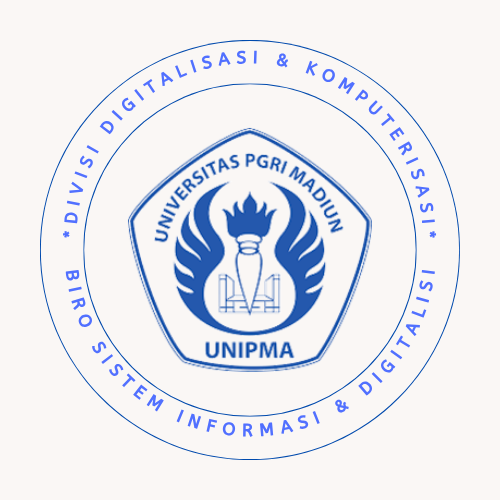 *DIVISI DIGITALISASI & KOMPUTERISASI*
UNIVERSITAS PGRI MADIUN
UNIPMA
BIRO SISTEM INFORMASI & DIGITALISI